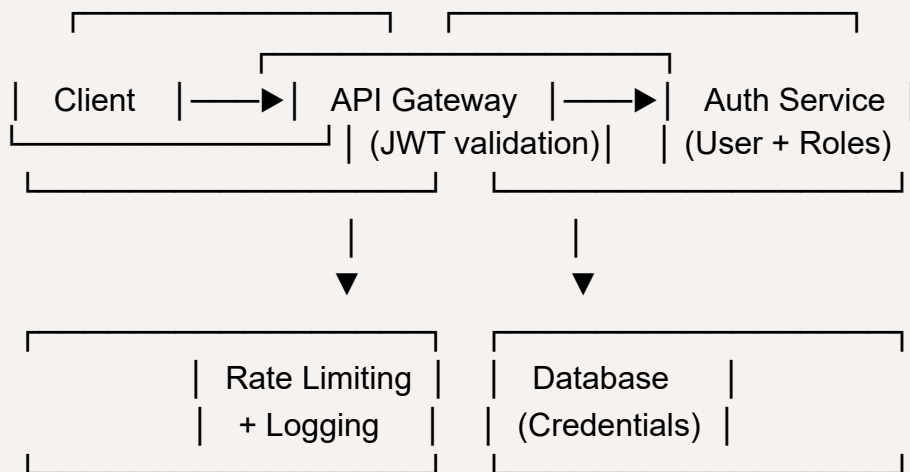 Client API Gateway Auth Service
(JWT validation) (User + Roles)
Rate Limiting Database
+ Logging (Credentials)